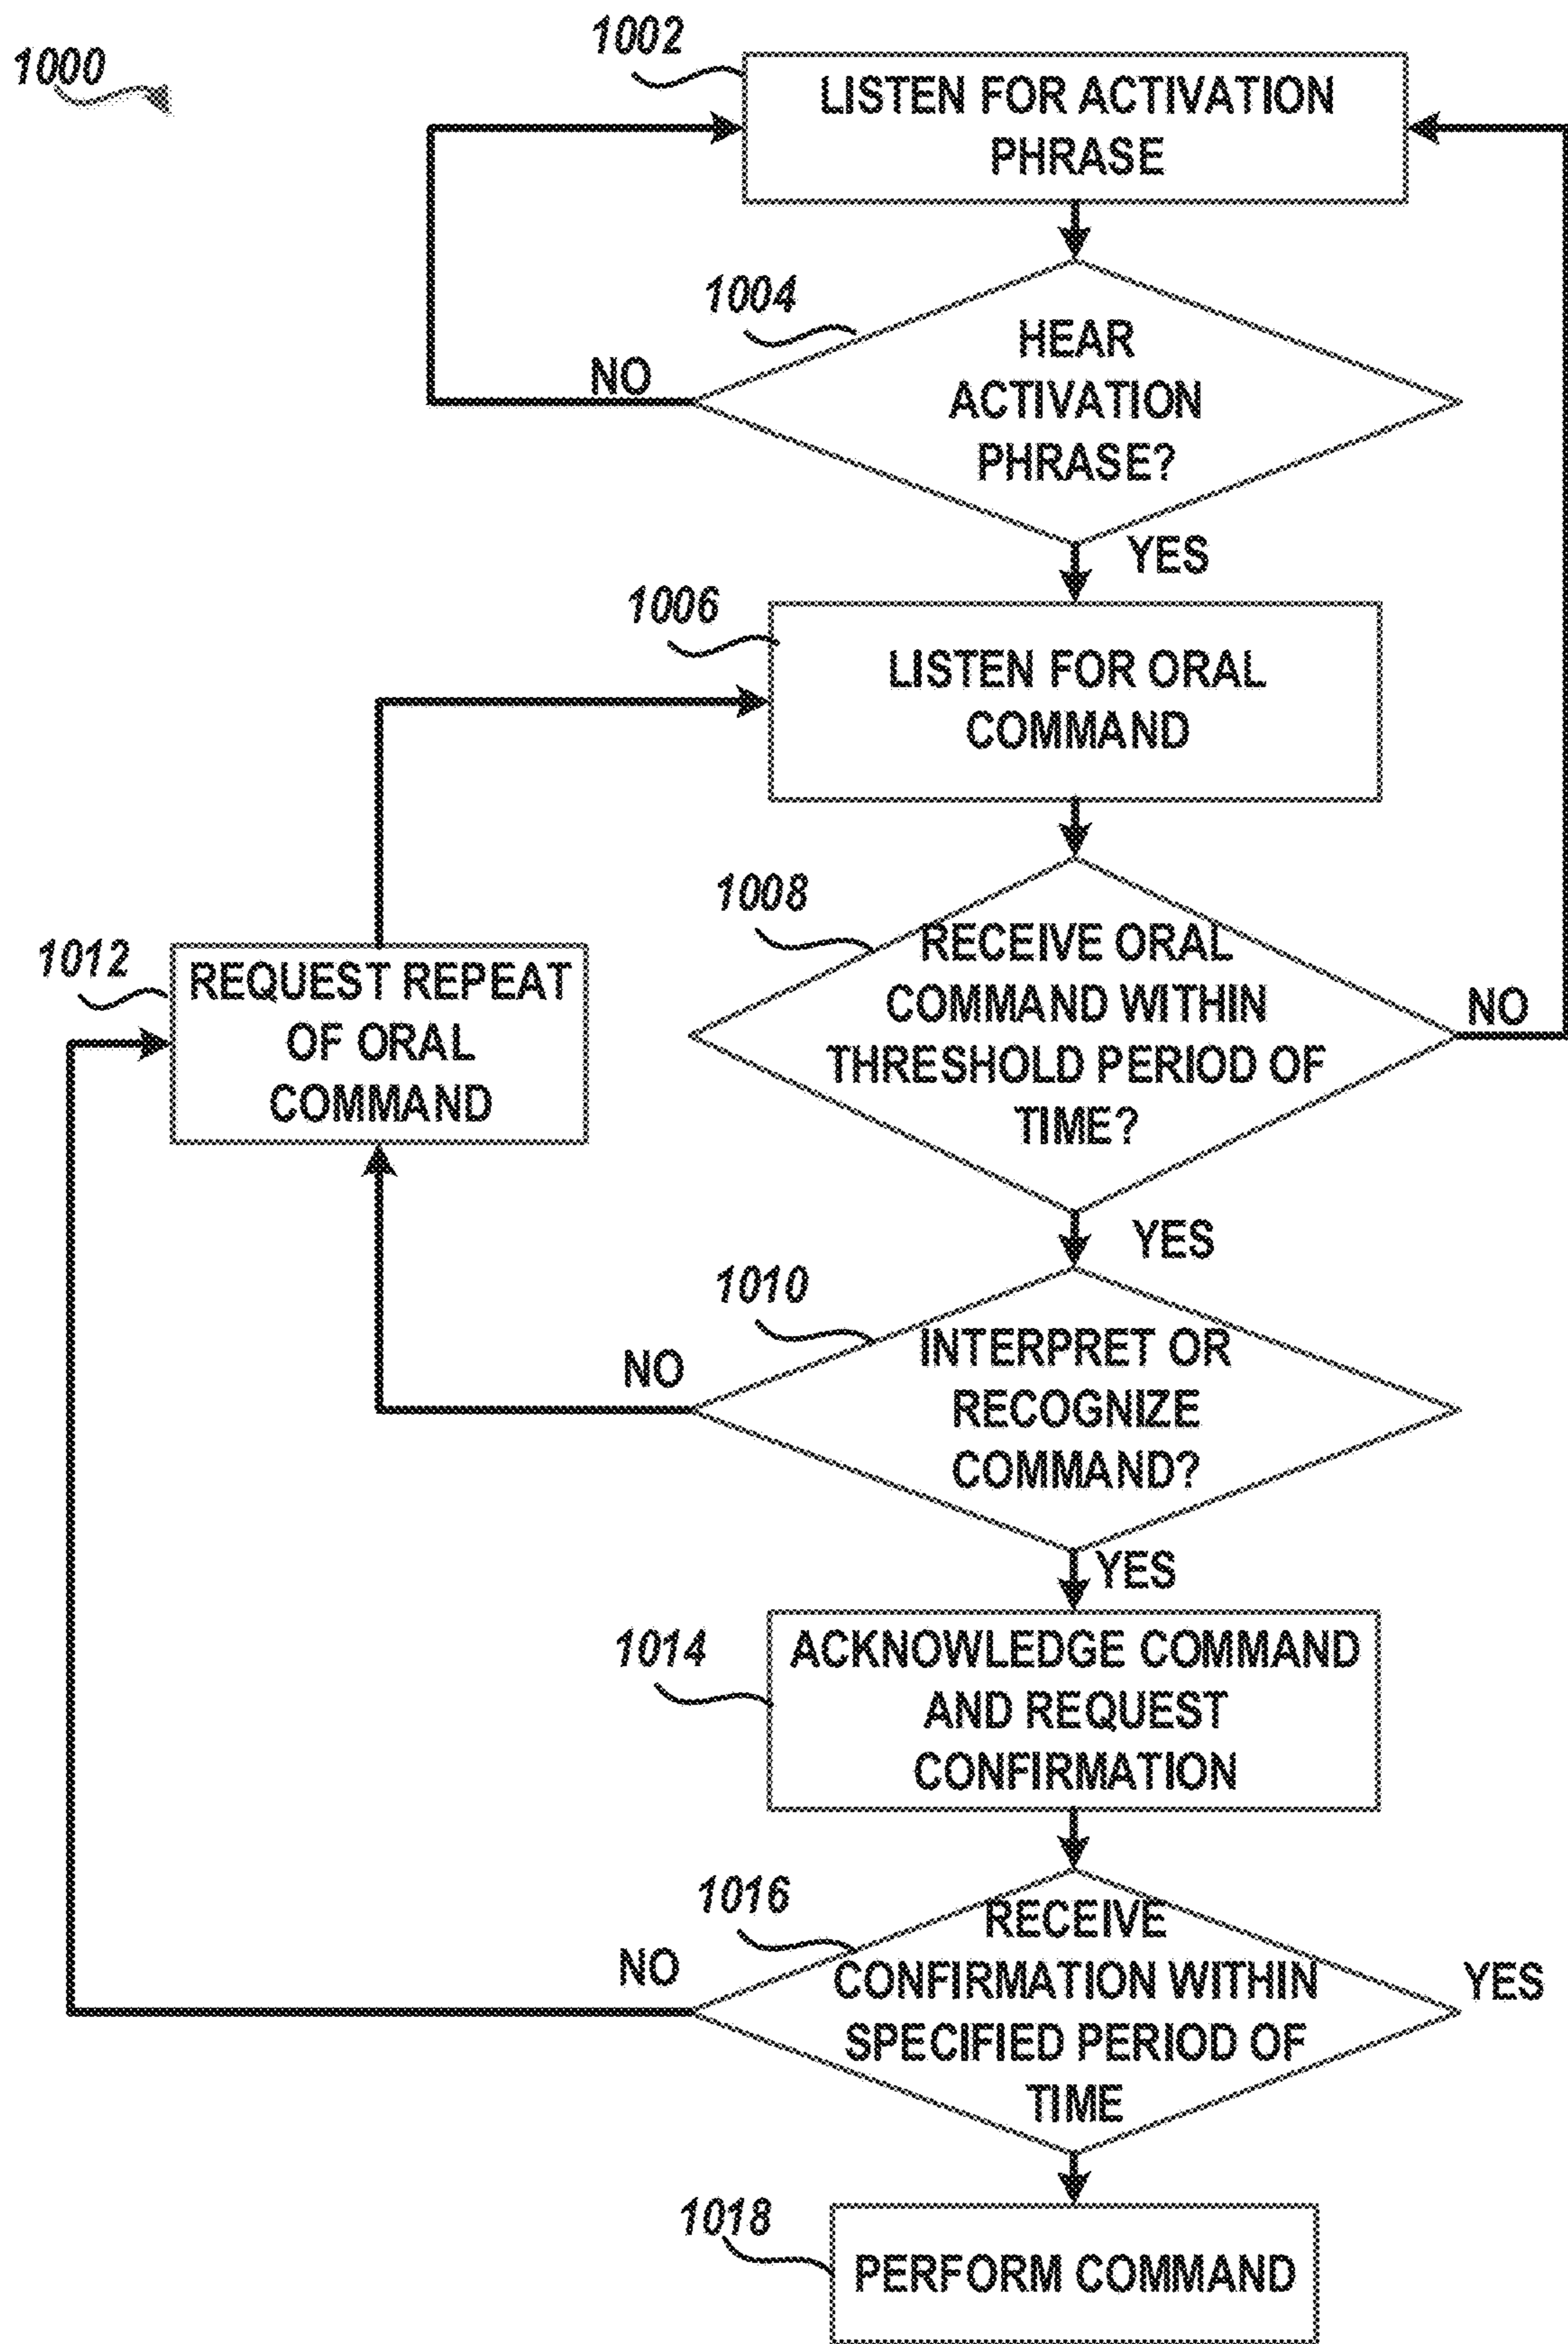 1000
1002
LISTEN FOR ACTIVATION
PHRASE
1004
HEAR
ACTIVATION
PHRASE?
NO
YES
1006
LISTEN FOR ORAL
COMMAND
1008
RECEIVE ORAL
COMMAND WITHIN
THRESHOLD PERIOD OF
TIME?
NO
YES
1012
REQUEST REPEAT
OF ORAL
COMMAND
1010
INTERPRET OR
RECOGNIZE
COMMAND?
NO
YES
1014
ACKNOWLEDGE COMMAND
AND REQUEST
CONFIRMATION
1016
RECEIVE
CONFIRMATION WITHIN
SPECIFIED PERIOD OF
TIME
NO
YES
1018
PERFORM COMMAND